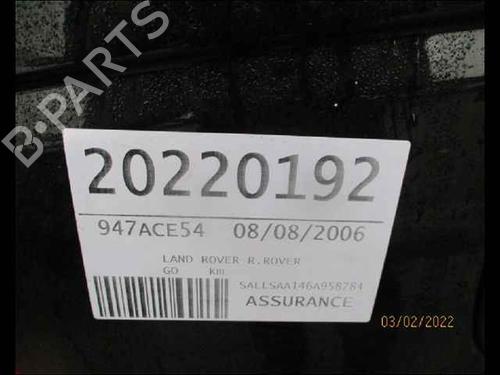 B-PARTS
20220192
947ACE54 08/08/2006
LAND ROVER R.ROVER
GO km
SALLSAA146A958784
ASSURANCE
03/02/2022